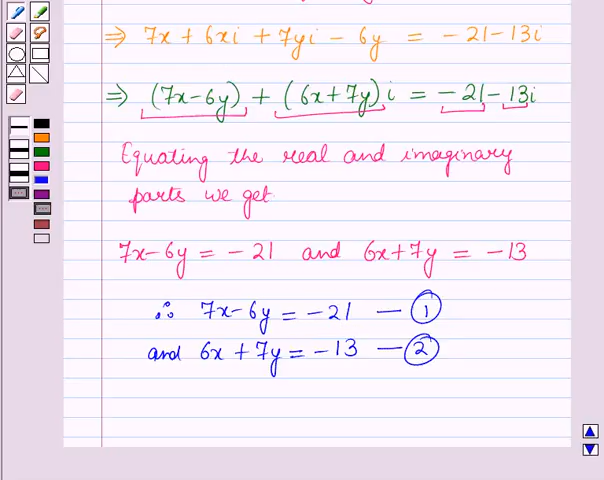 ⇒ 7x + 6xi + 7yi - 6y = -21-13i
⇒ (7x-6y) + (6x+7y)i = -21-13i
Equating the real and imaginary
parts we get
7x-6y = -21 and 6x+7y = -13
∴ 7x-6y = -21 — ①
and 6x + 7y = -13 — ②